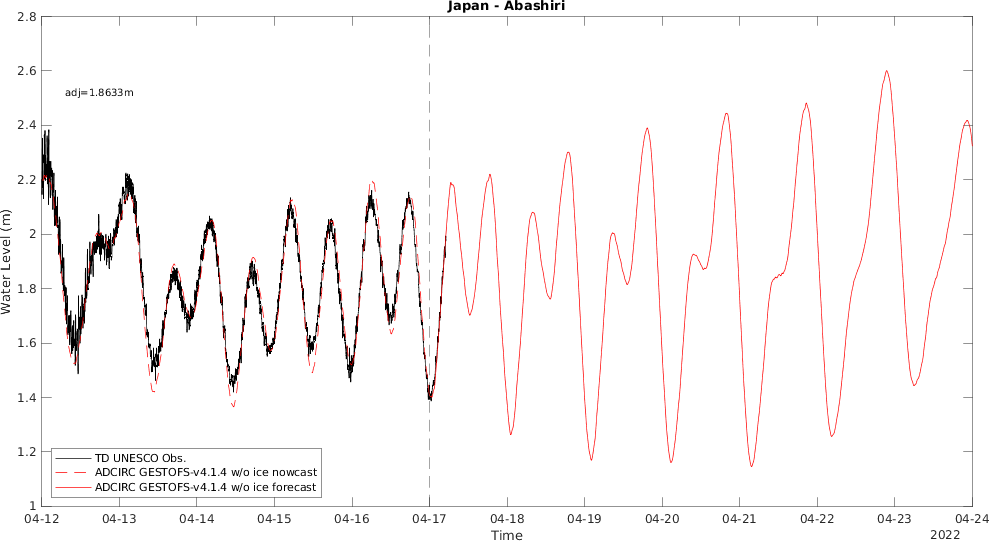 Japan - Abashiri
2.8
2.6
2.4
2.2
2
1.8
1.6
1.4
1.2
1
Water Level (m)
adj=1.8633m
TD UNESCO Obs.
ADCIRC GESTOFS-v4.1.4 w/o ice nowcast
ADCIRC GESTOFS-v4.1.4 w/o ice forecast
04-12 04-13 04-14 04-15 04-16 04-17 04-18 04-19 04-20 04-21 04-22 04-23 04-24
Time
2022